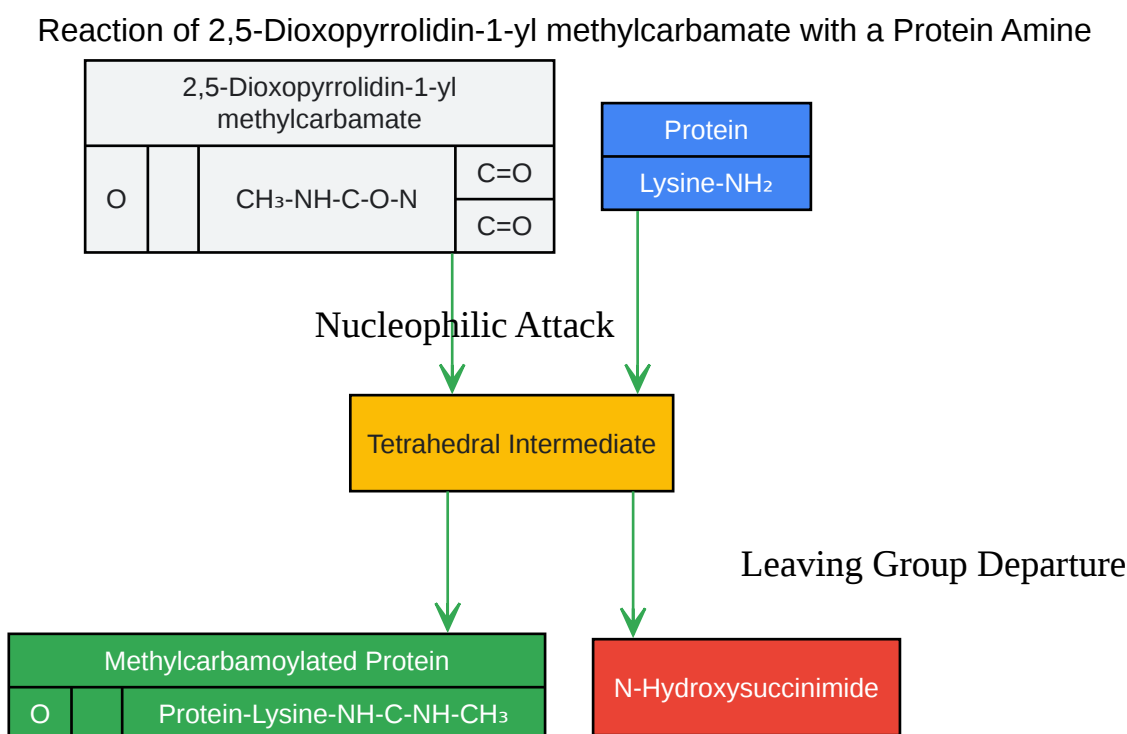 Reaction of 2,5-Dioxopyrrolidin-1-yl methylcarbamate with a Protein Amine
2,5-Dioxopyrrolidin-1-yl
methylcarbamate
O
CH₃-NH-C-O-N
C=O
C=O
Protein
Lysine-NH₂
Nucleophilic Attack
Tetrahedral Intermediate
Leaving Group Departure
Methylcarbamoylated Protein
O
Protein-Lysine-NH-C-NH-CH₃
N-Hydroxysuccinimide